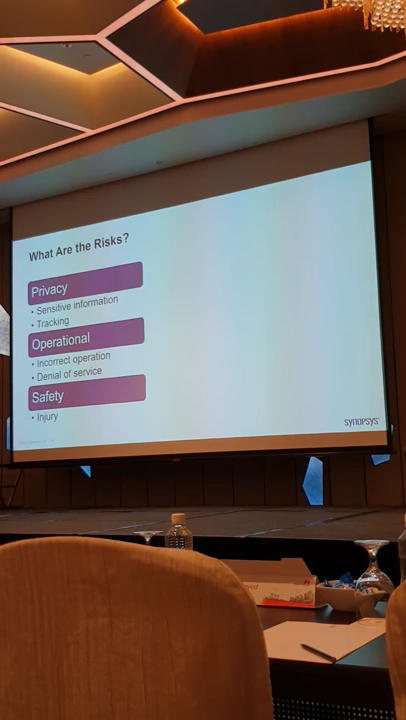 What Are the Risks?
Privacy
• Sensitive information
• Tracking
Operational
• Incorrect operation
• Denial of service
Safety
• Injury
SYNOPSYS®